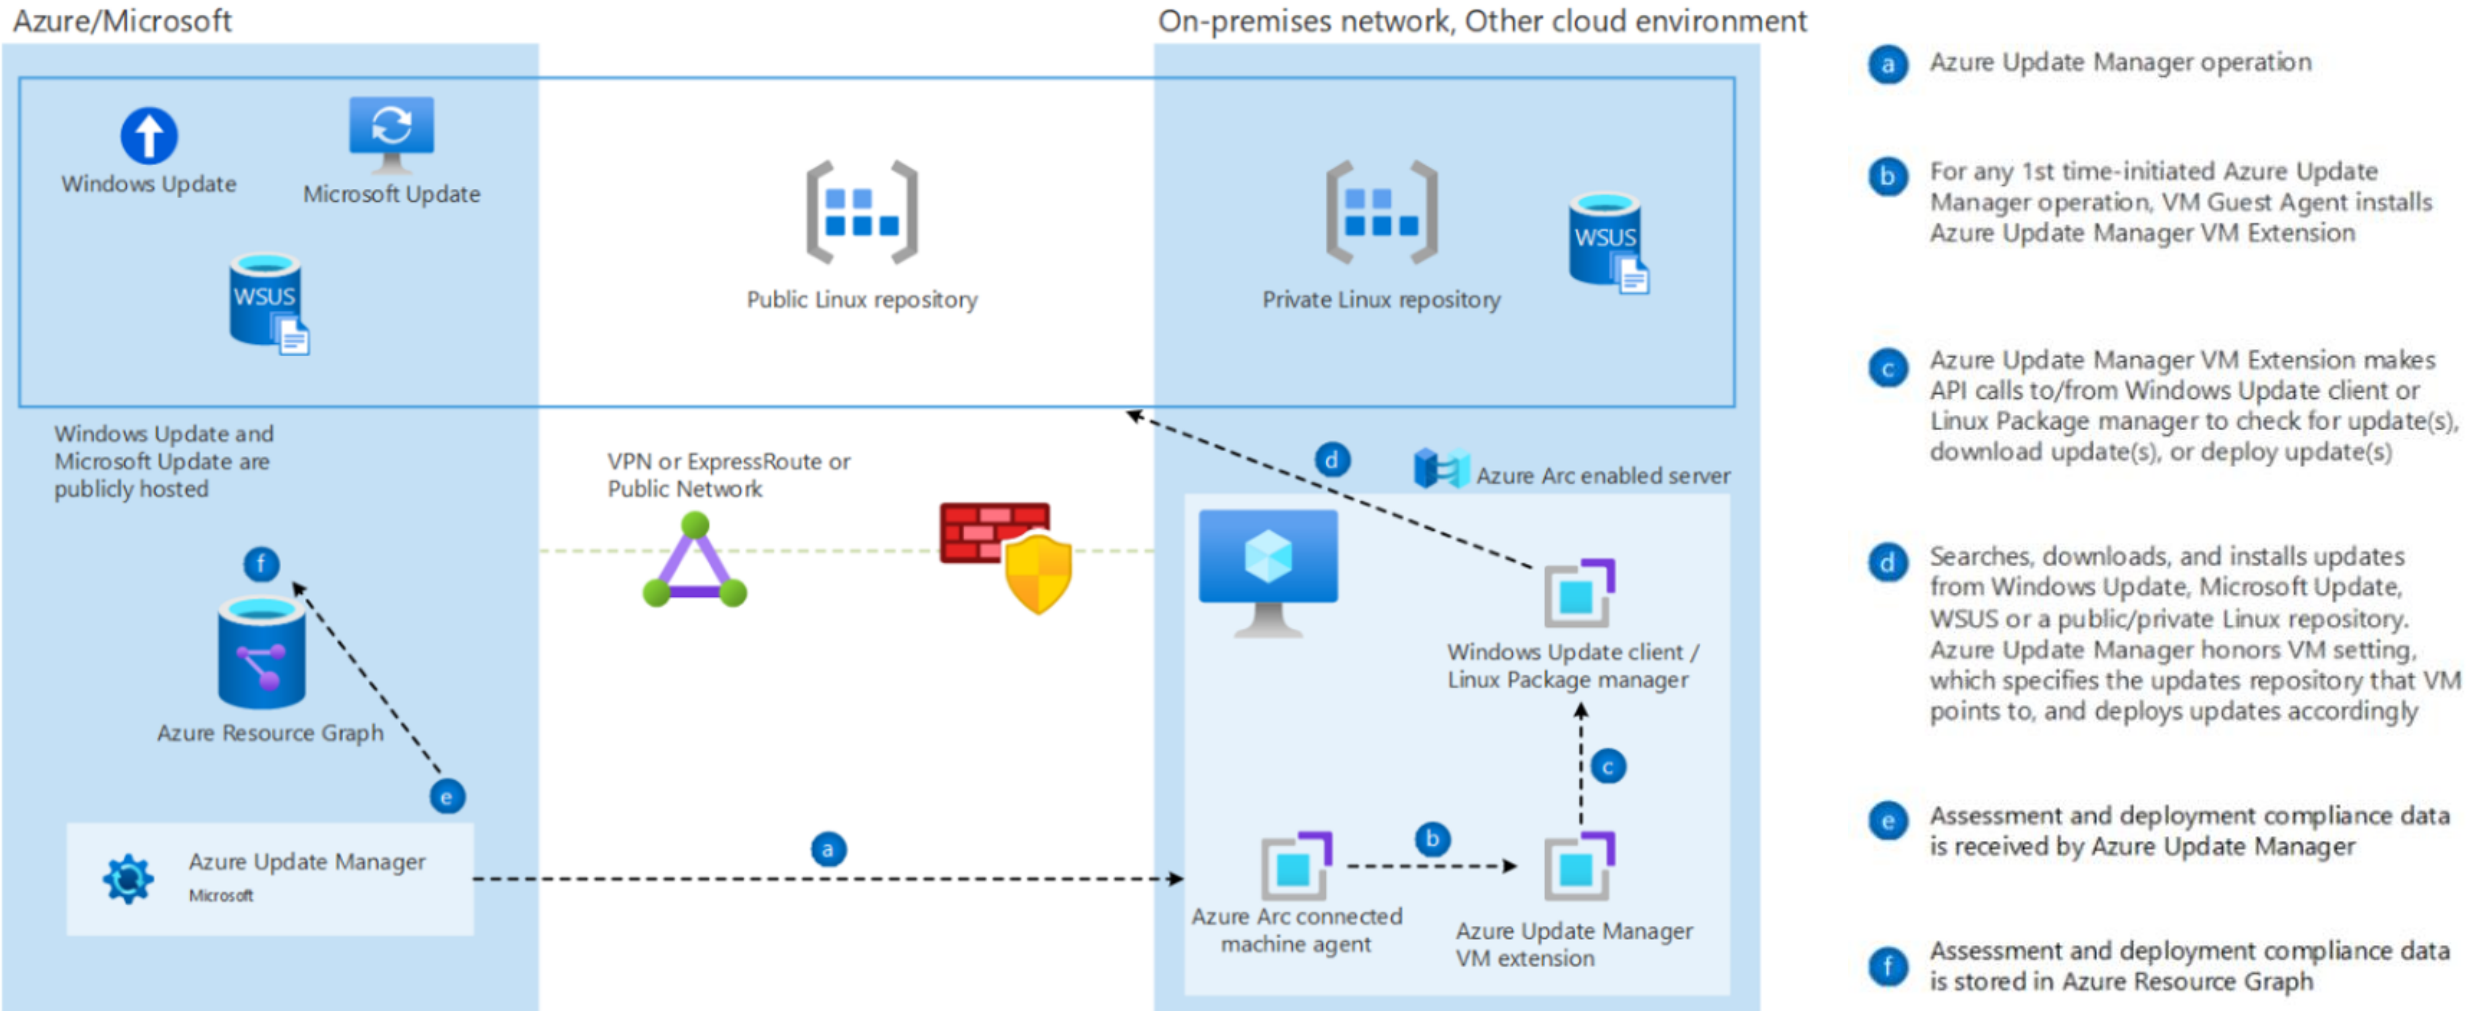 Azure/Microsoft
On-premises network, Other cloud environment
Windows Update
Microsoft Update
WSUS
Public Linux repository
Private Linux repository
WSUS
Windows Update and
Microsoft Update are
publicly hosted
VPN or ExpressRoute or
Public Network
d
Azure Arc enabled server
f
Azure Resource Graph
e
Windows Update client /
Linux Package manager
c
Azure Update Manager
Microsoft
a
b
Azure Arc connected
machine agent
Azure Update Manager
VM extension
a
Azure Update Manager operation
b
For any 1st time-initiated Azure Update
Manager operation, VM Guest Agent installs
Azure Update Manager VM Extension
c
Azure Update Manager VM Extension makes
API calls to/from Windows Update client or
Linux Package manager to check for update(s),
download update(s), or deploy update(s)
d
Searches, downloads, and installs updates
from Windows Update, Microsoft Update,
WSUS or a public/private Linux repository.
Azure Update Manager honors VM setting,
which specifies the updates repository that VM
points to, and deploys updates accordingly
e
Assessment and deployment compliance data
is received by Azure Update Manager
f
Assessment and deployment compliance data
is stored in Azure Resource Graph